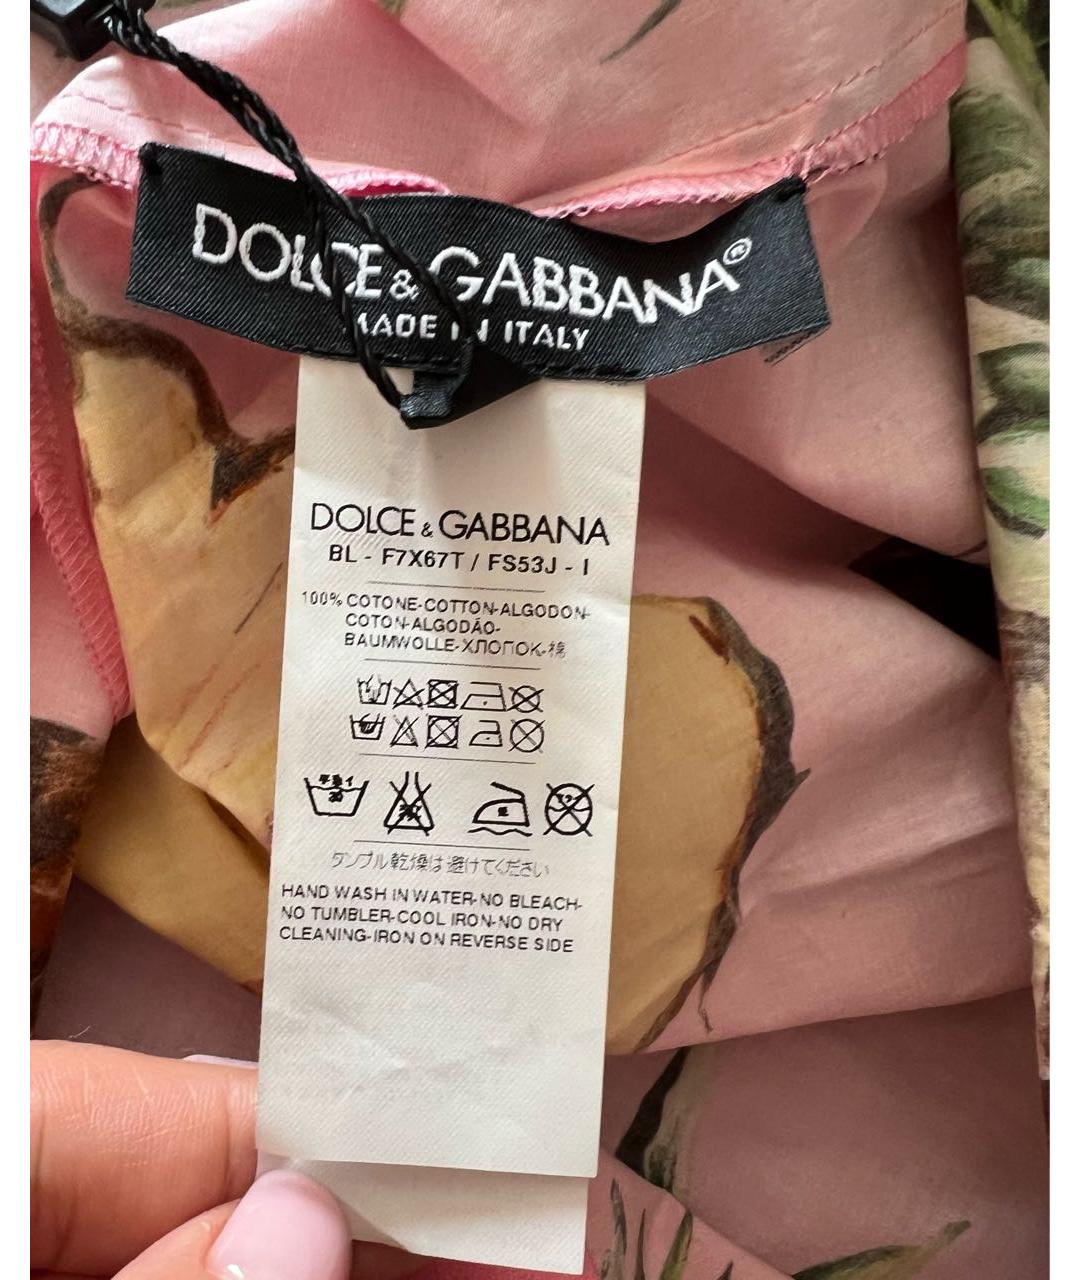 DOLCE & GABBANA®
MADE IN ITALY
DOLCE & GABBANA
BL - F7X67T / FS53J - I
100% COTONE-COTTON-ALGODON-
COTON-ALGODÃO-
BAUMWOLLE-ХЛОПОК-棉
タンブル乾燥は避けてください
HAND WASH IN WATER-NO BLEACH-
NO TUMBLER-COOL IRON-NO DRY
CLEANING-IRON ON REVERSE SIDE